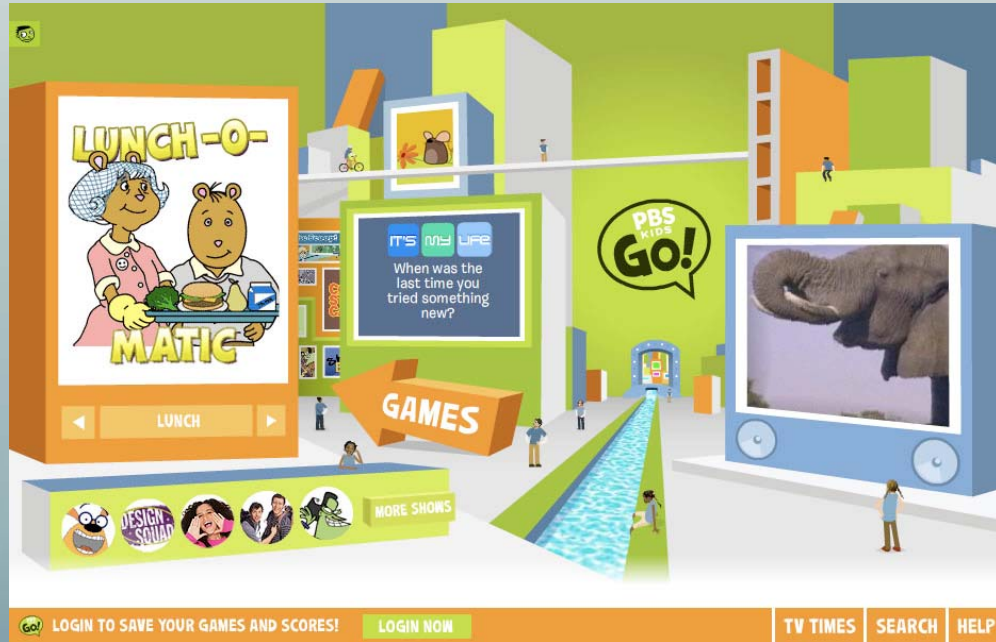 LUNCH-O-
MATIC
LUNCH
IT'S MY LIFE
When was the
last time you
tried something
new?
PBS
KIDS
GO!
GAMES
DESIGN
SQUAD
MORE SHOWS
GO! LOGIN TO SAVE YOUR GAMES AND SCORES!
LOGIN NOW
TV TIMES
SEARCH
HELP